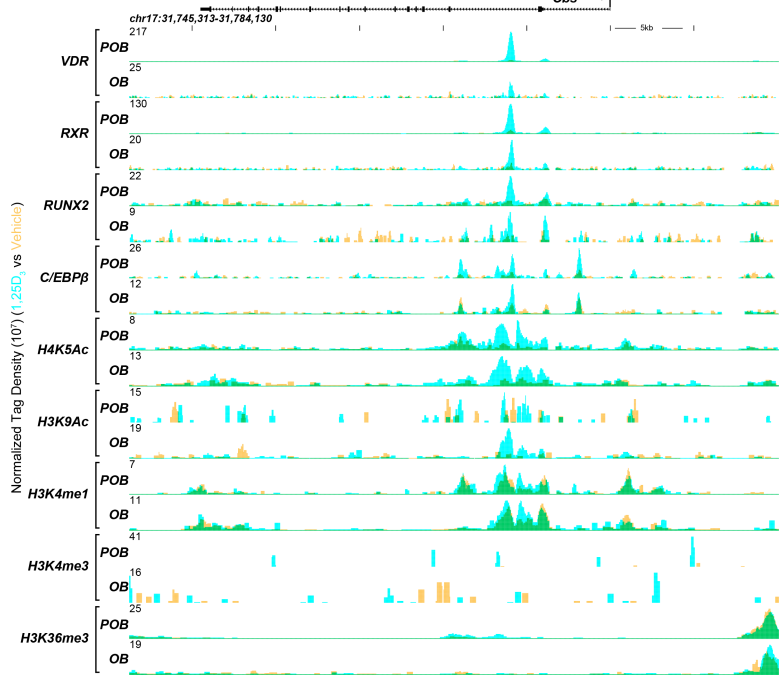 chr17:31,745,313-31,784,130
5kb
217
VDR
POB
25
OB
130
RXR
POB
20
OB
22
RUNX2
POB
9
OB
26
C/EBPβ
POB
12
OB
8
H4K5Ac
POB
13
OB
15
H3K9Ac
POB
19
OB
7
H3K4me1
POB
11
OB
41
H3K4me3
POB
16
OB
25
H3K36me3
POB
19
OB
Normalized Tag Density (10⁷) (1,25D₃ vs Vehicle)